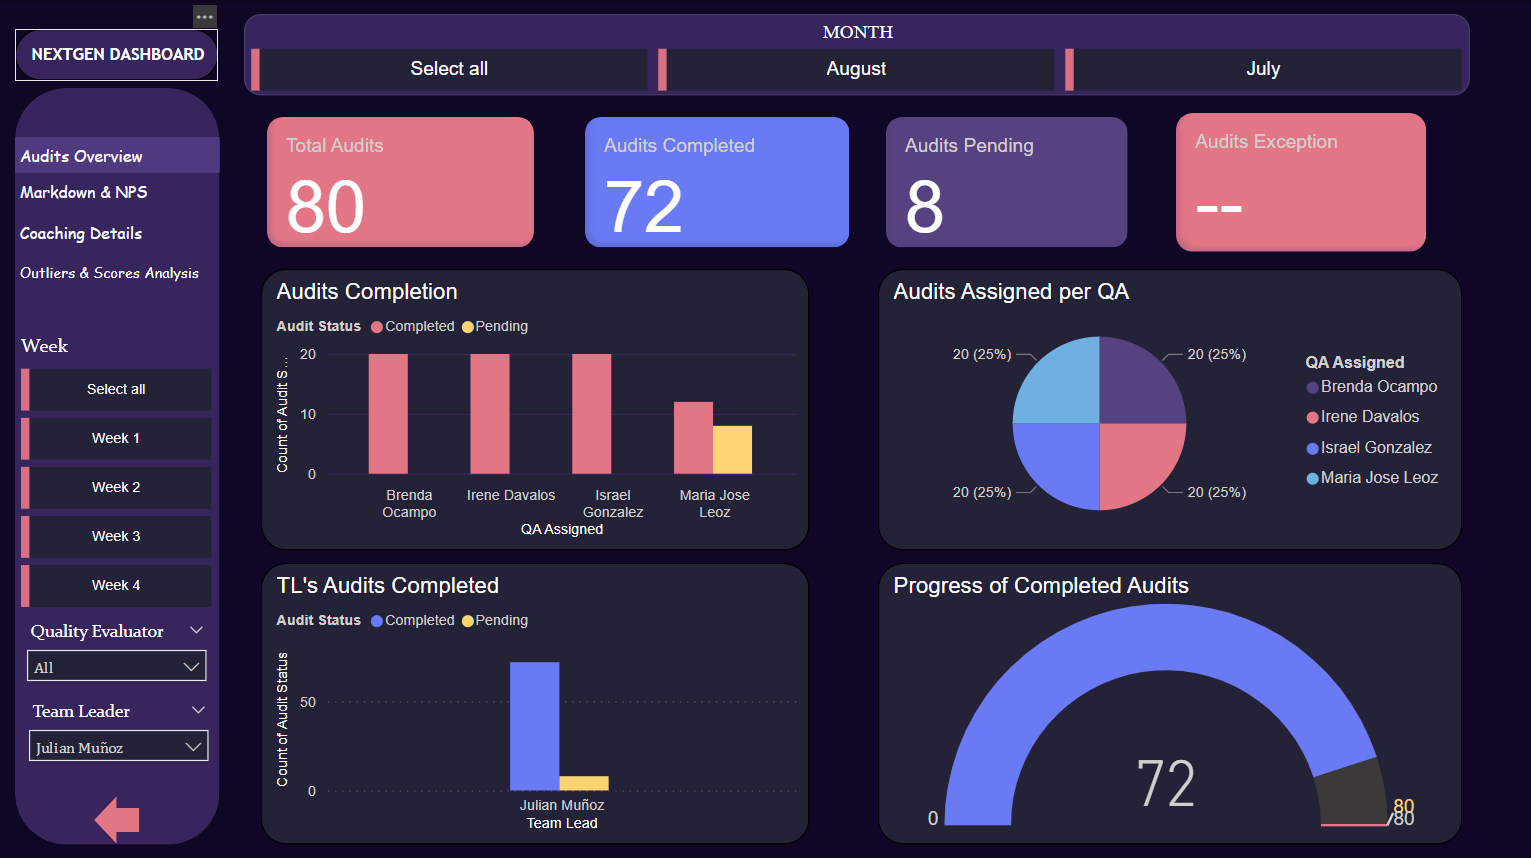 NEXTGEN DASHBOARD
MONTH
Select all
August
July
Audits Overview
Markdown & NPS
Coaching Details
Outliers & Scores Analysis
Week
Select all
Week 1
Week 2
Week 3
Week 4
Quality Evaluator
All
Team Leader
Julian Muñoz
Total Audits
80
Audits Completed
72
Audits Pending
8
Audits Exception
--
Audits Completion
Audit Status Completed Pending
Count of Audit S...
20
10
0
Brenda
Ocampo
Irene Davalos
Israel
Gonzalez
Maria Jose
Leoz
QA Assigned
Audits Assigned per QA
20 (25%)
20 (25%)
20 (25%)
20 (25%)
QA Assigned
Brenda Ocampo
Irene Davalos
Israel Gonzalez
Maria Jose Leoz
TL's Audits Completed
Audit Status Completed Pending
Count of Audit Status
50
0
Julian Muñoz
Team Lead
Progress of Completed Audits
72
0
80
/80